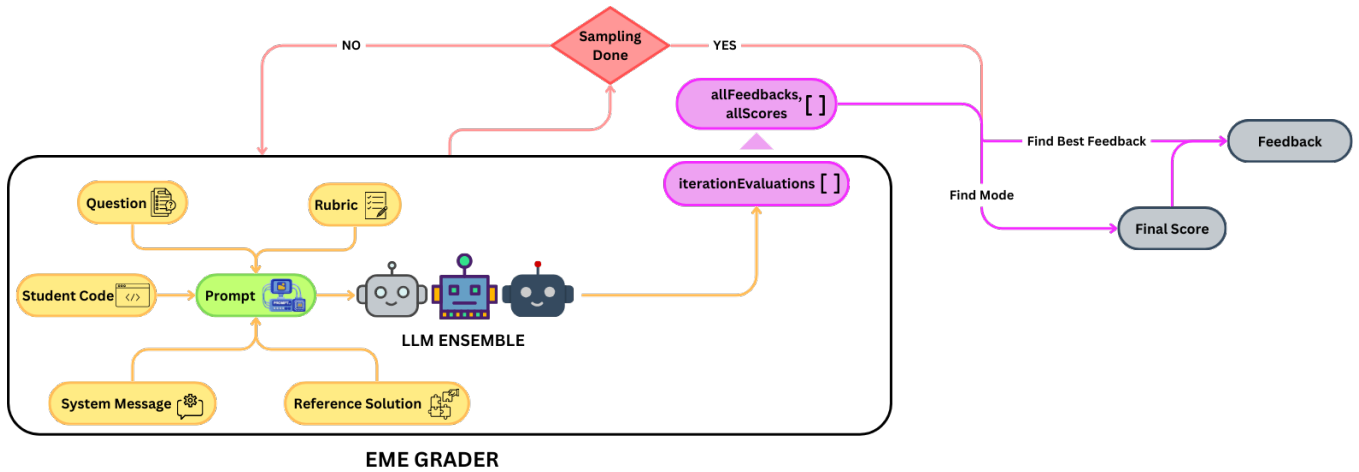 Sampling
Done
NO
YES
allFeedbacks,
allScores
[ ]
Find Best Feedback
Feedback
iterationEvaluations [ ]
Find Mode
Final Score
Question
Rubric
Student Code
Prompt
LLM ENSEMBLE
System Message
Reference Solution
EME GRADER